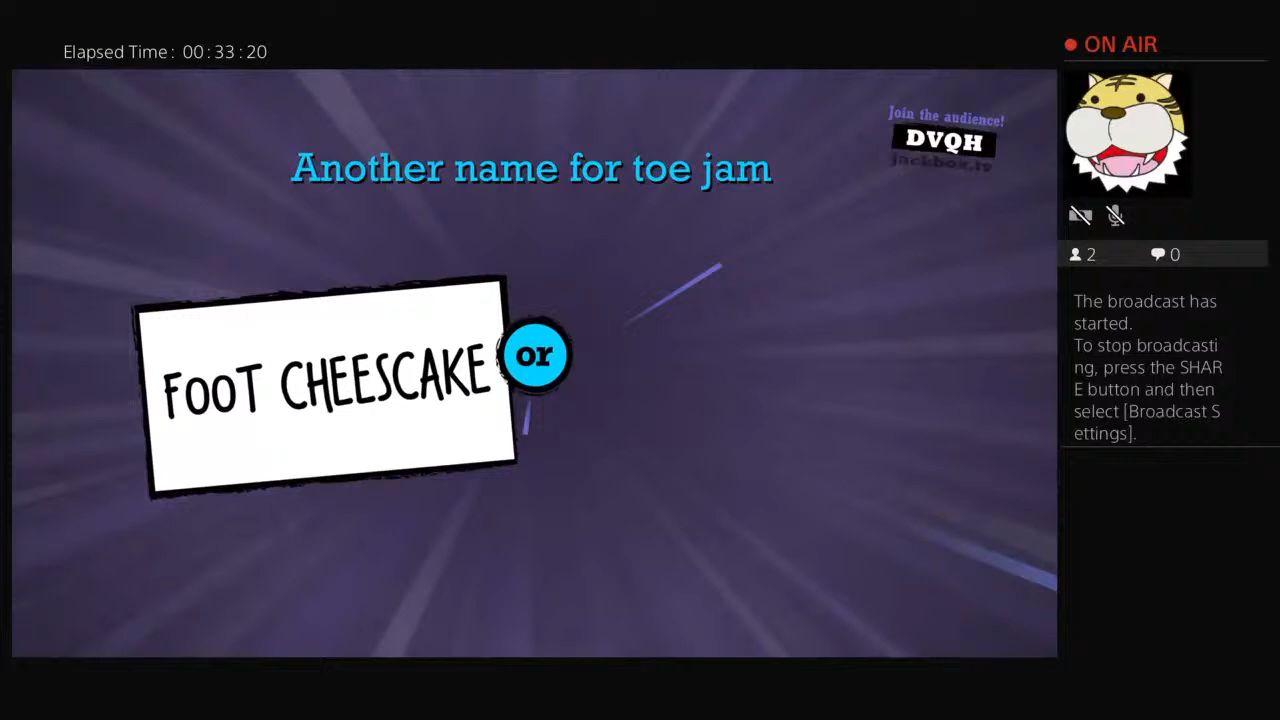 Elapsed Time: 00:33:20
ON AIR
Join the audience!
DVQH
jackbox.tv
Another name for toe jam
2
0
FOOT CHEESCAKE
or
The broadcast has
started.
To stop broadcasti
ng, press the SHAR
E button and then
select [Broadcast S
ettings].